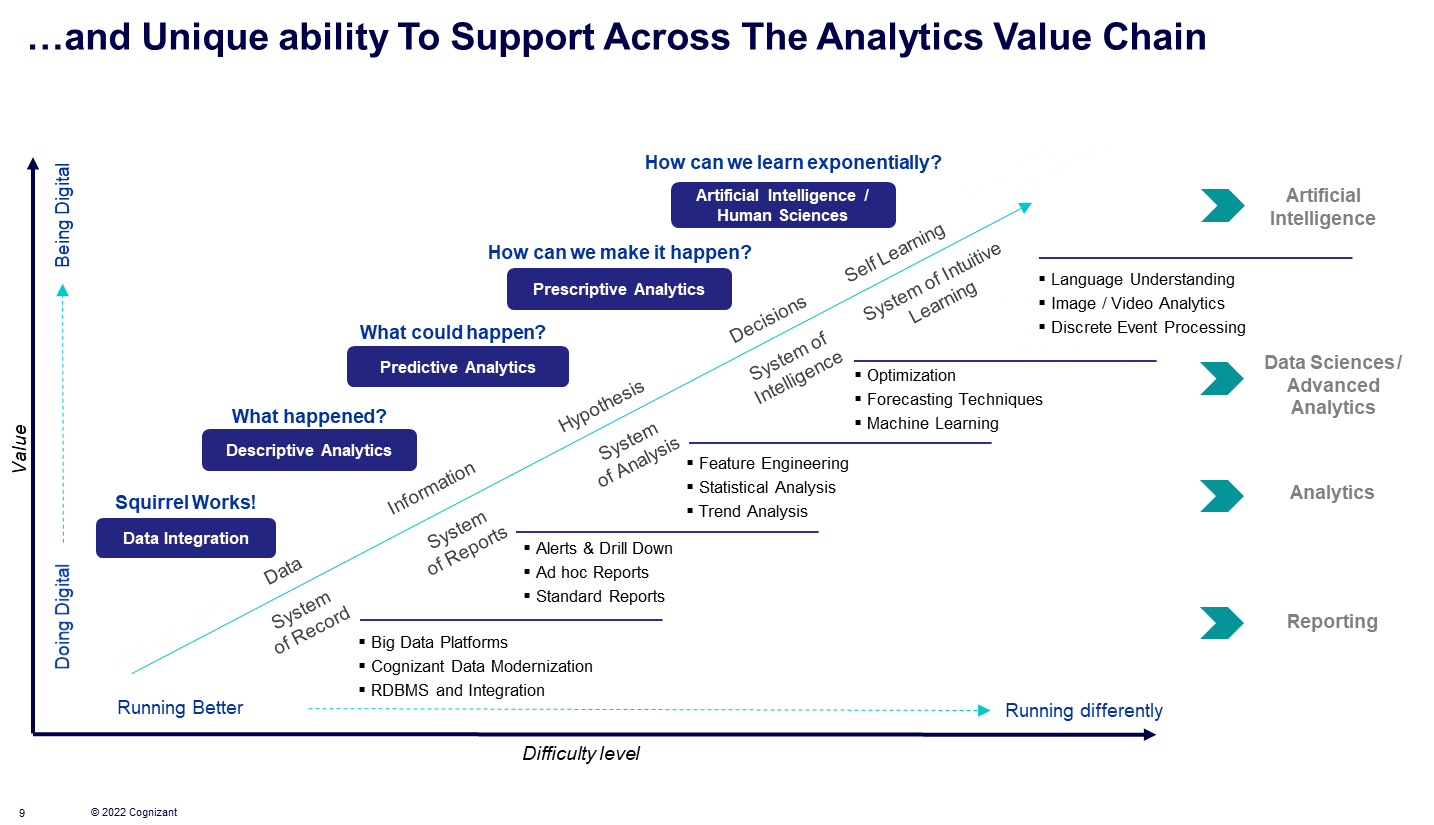 …and Unique ability To Support Across The Analytics Value Chain
How can we learn exponentially?
Artificial Intelligence /
Human Sciences
How can we make it happen?
Prescriptive Analytics
What could happen?
Predictive Analytics
What happened?
Descriptive Analytics
Squirrel Works!
Data Integration
Being Digital
Doing Digital
Value
Data
Information
Hypothesis
Decisions
Self Learning
System
of Record
System
of Reports
System
of Analysis
System of
Intelligence
System of Intuitive
Learning
▪ Language Understanding
▪ Image / Video Analytics
▪ Discrete Event Processing
▪ Optimization
▪ Forecasting Techniques
▪ Machine Learning
▪ Feature Engineering
▪ Statistical Analysis
▪ Trend Analysis
▪ Alerts & Drill Down
▪ Ad hoc Reports
▪ Standard Reports
▪ Big Data Platforms
▪ Cognizant Data Modernization
▪ RDBMS and Integration
Artificial
Intelligence
Data Sciences /
Advanced
Analytics
Analytics
Reporting
Running Better
Running differently
Difficulty level
9
© 2022 Cognizant